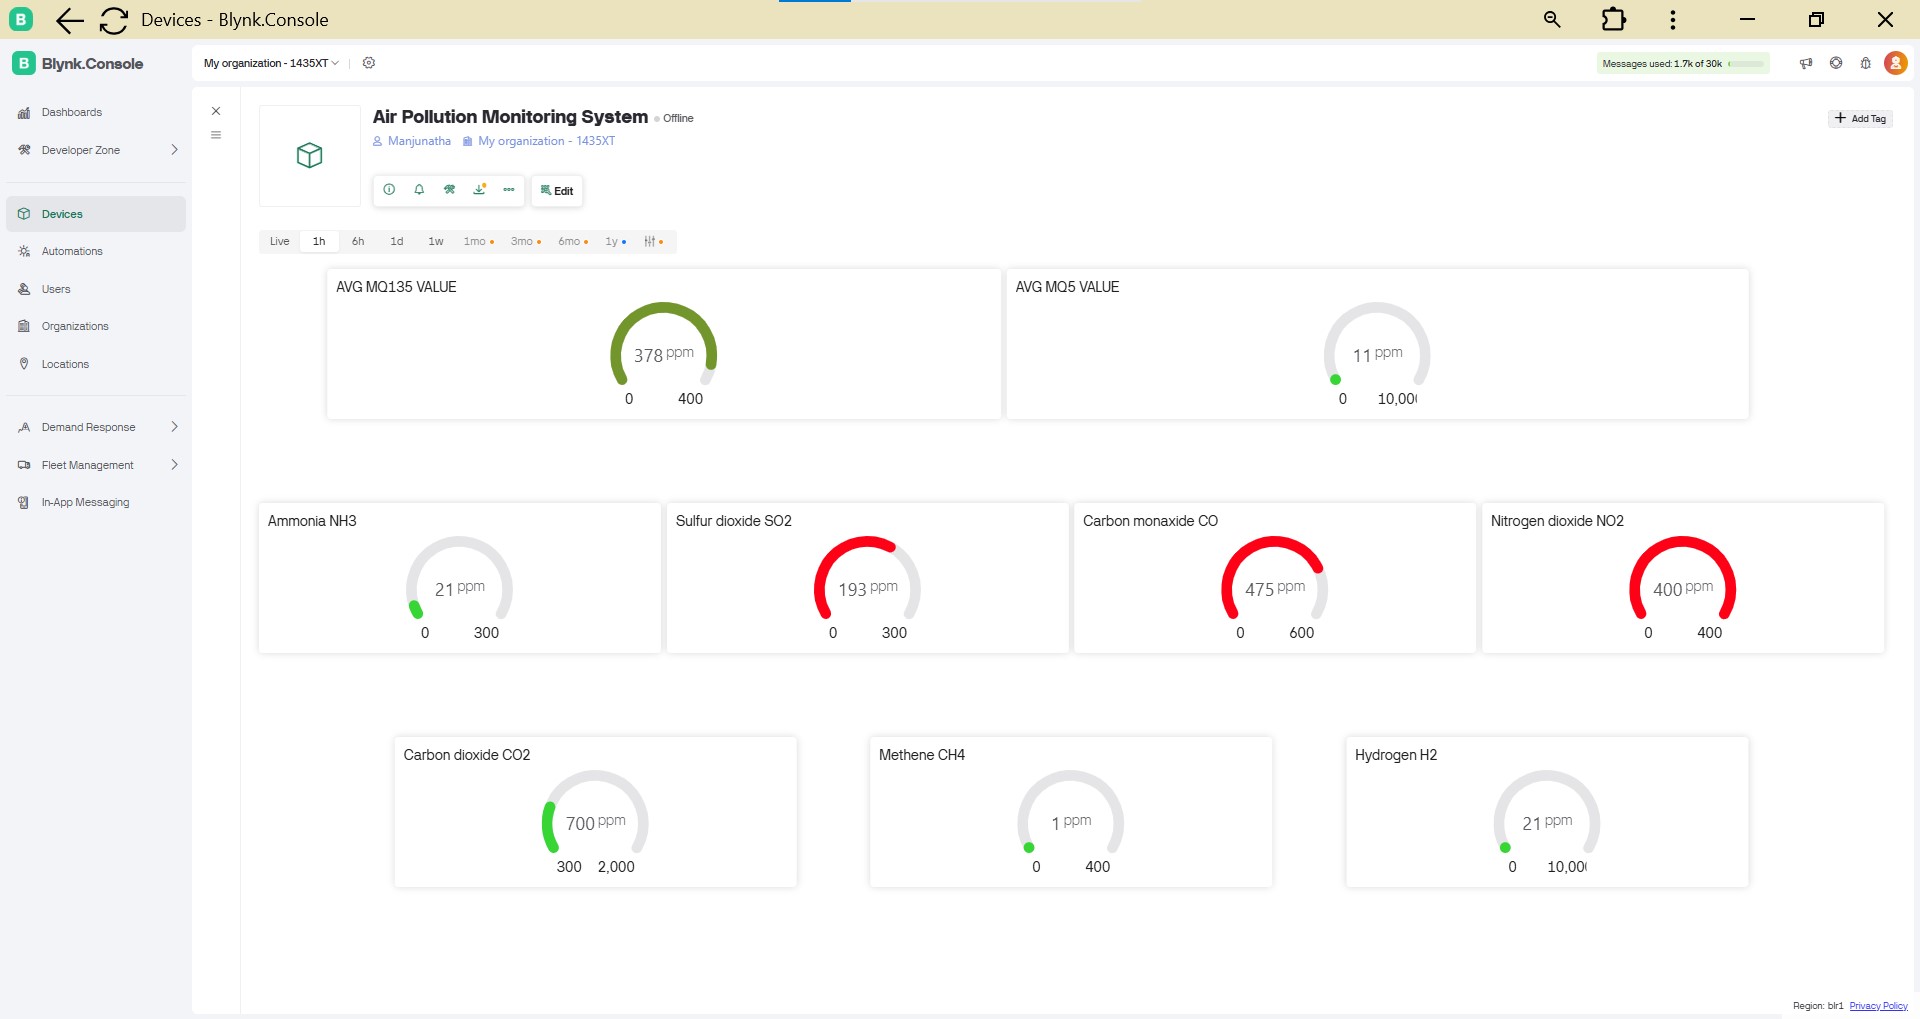 Devices - Blynk.Console
Blynk.Console
My organization - 1435XT
Messages used: 1.7k of 30k
Dashboards
Developer Zone
Devices
Automations
Users
Organizations
Locations
Demand Response
Fleet Management
In-App Messaging
Air Pollution Monitoring System Offline
Manjunatha My organization - 1435XT
Add Tag
Edit
Live 1h 6h 1d 1w 1mo 3mo 6mo 1y
AVG MQ135 VALUE
378 ppm
0 400
AVG MQ5 VALUE
11 ppm
0 10,00
Ammonia NH3
21 ppm
0 300
Sulfur dioxide SO2
193 ppm
0 300
Carbon monaxide CO
475 ppm
0 600
Nitrogen dioxide NO2
400 ppm
0 400
Carbon dioxide CO2
700 ppm
300 2,000
Methene CH4
1 ppm
0 400
Hydrogen H2
21 ppm
0 10,00
Region: blr1 Privacy Policy